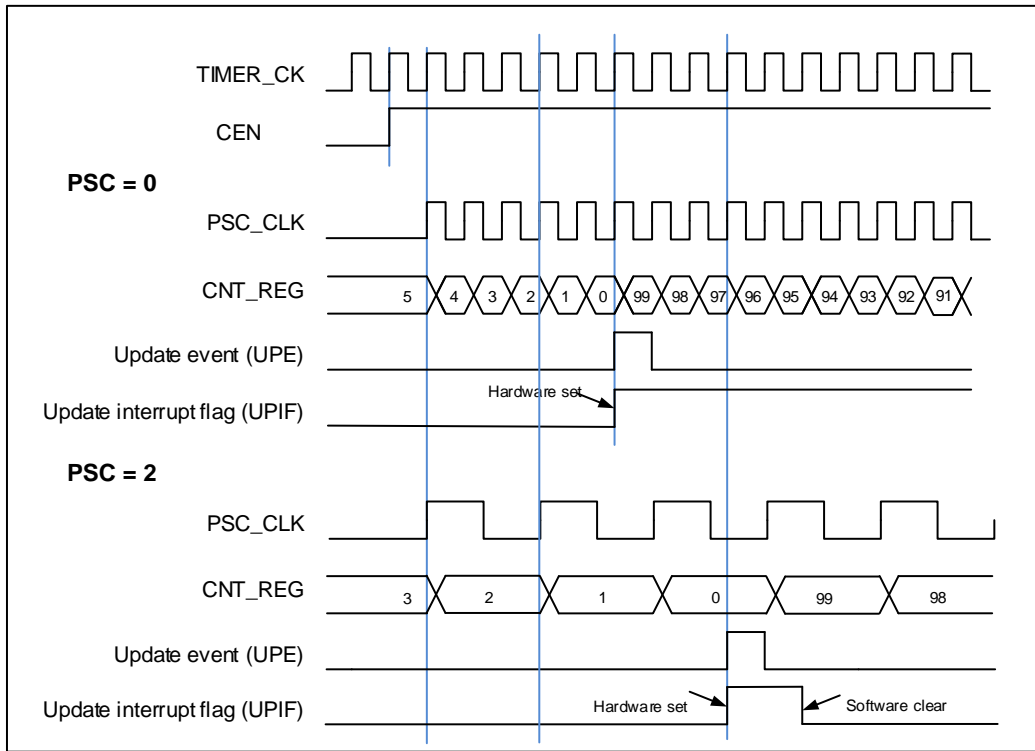 TIMER_CK
CEN
PSC = 0
PSC_CLK
CNT_REG 5 4 3 2 1 0 99 98 97 96 95 94 93 92 91
Update event (UPE)
Hardware set
Update interrupt flag (UPIF)
PSC = 2
PSC_CLK
CNT_REG 3 2 1 0 99 98
Update event (UPE)
Update interrupt flag (UPIF) Hardware set Software clear